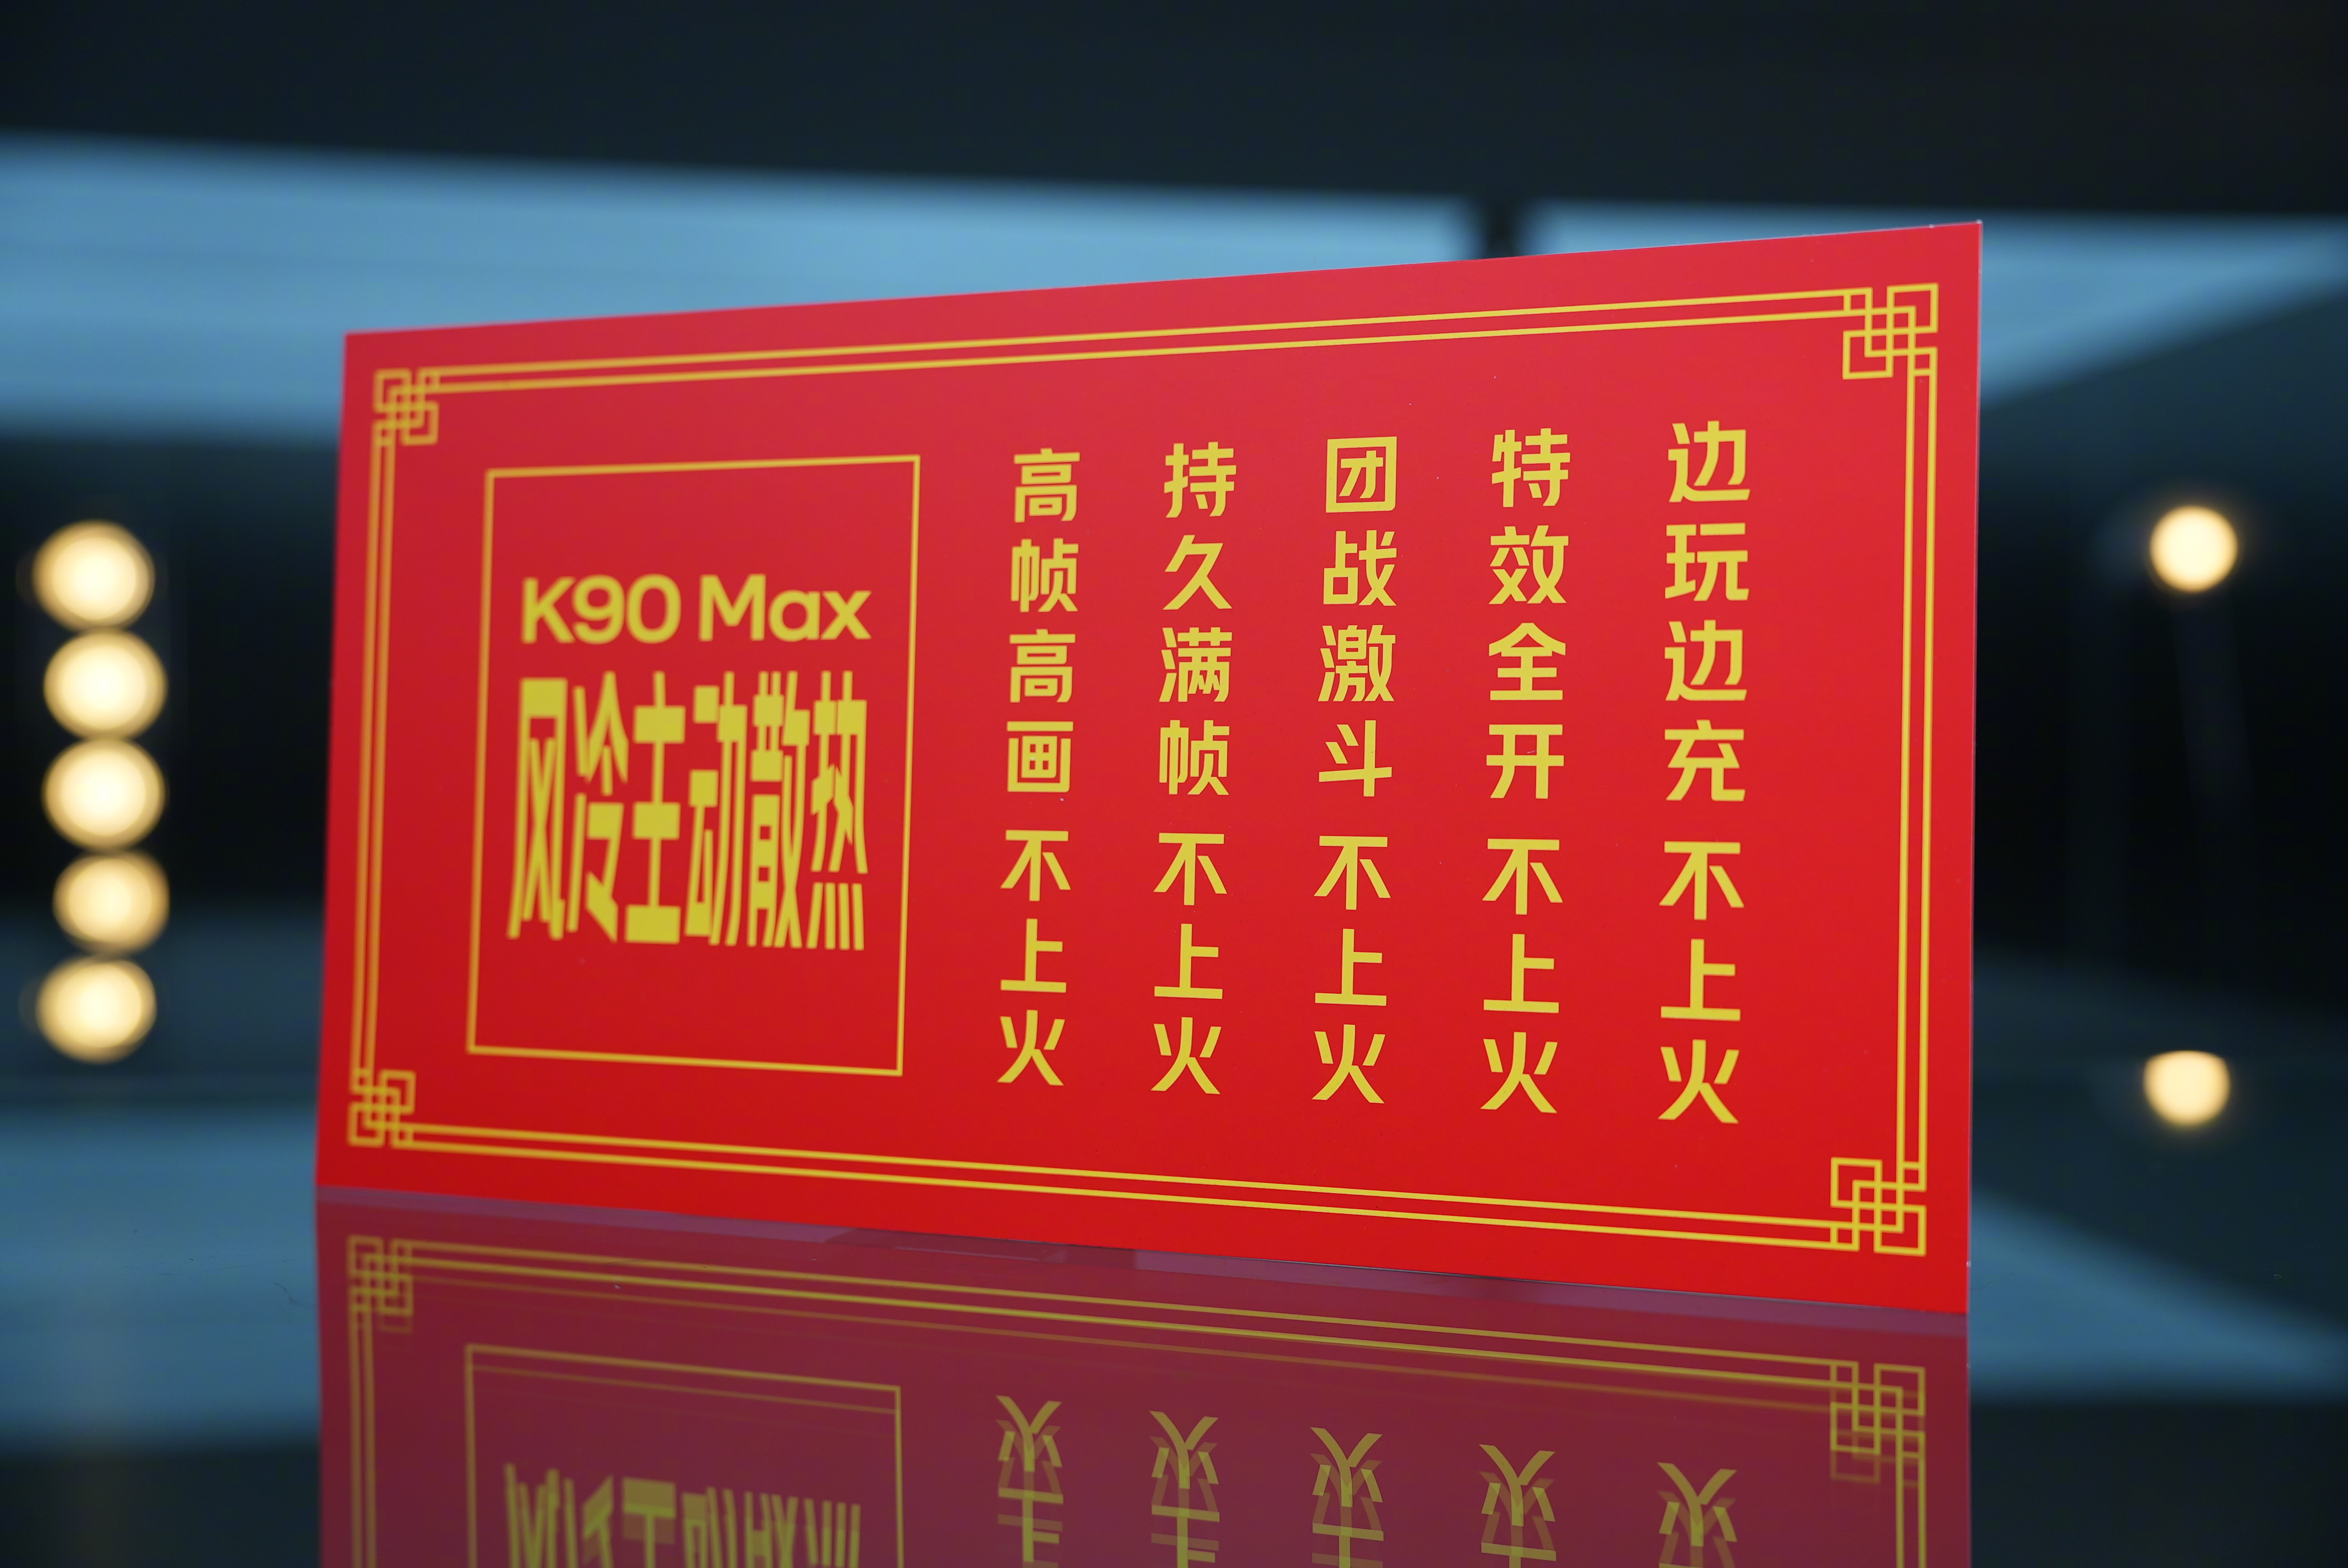 K90 Max
风冷主动散热
高帧高画 不上火
持久满帧 不上火
团战激斗 不上火
特效全开 不上火
边玩边充 不上火